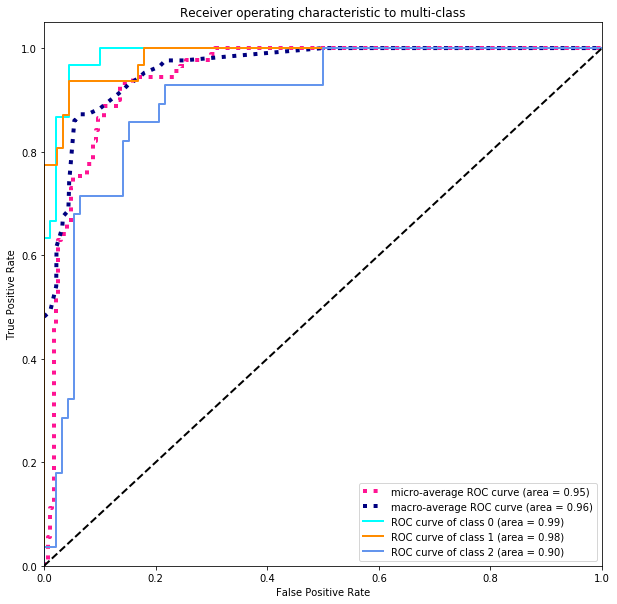 Receiver operating characteristic to multi-class
True Positive Rate
1.0
0.8
0.6
0.4
0.2
0.0
micro-average ROC curve (area = 0.95)
macro-average ROC curve (area = 0.96)
ROC curve of class 0 (area = 0.99)
ROC curve of class 1 (area = 0.98)
ROC curve of class 2 (area = 0.90)
0.0 0.2 0.4 0.6 0.8 1.0
False Positive Rate